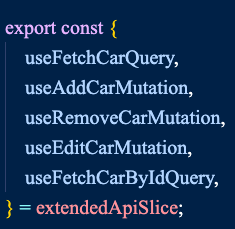 export const {
useFetchCarQuery,
useAddCarMutation,
useRemoveCarMutation,
useEditCarMutation,
useFetchCarByIdQuery,
} = extendedApiSlice;